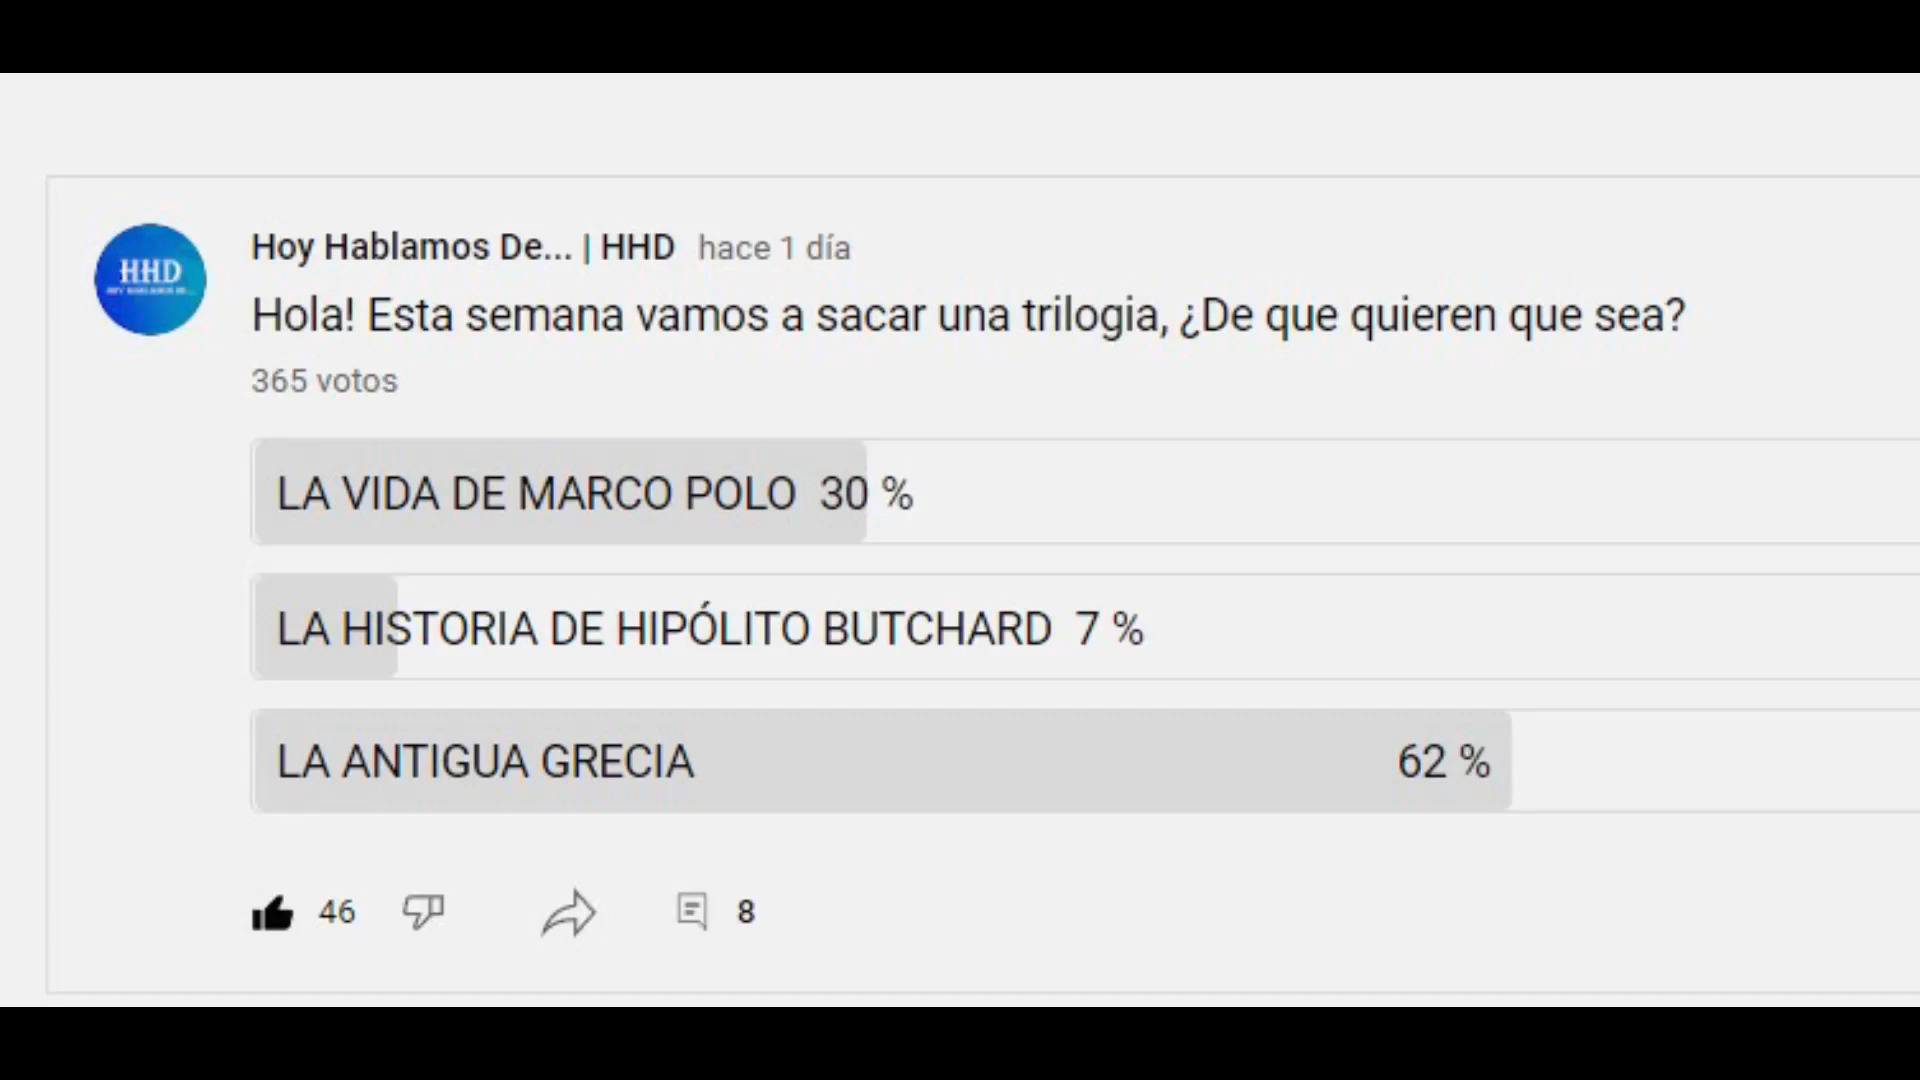 HHD
Hoy Hablamos De... | HHD hace 1 día
Hola! Esta semana vamos a sacar una trilogia, ¿De que quieren que sea?
365 votos
LA VIDA DE MARCO POLO 30 %
LA HISTORIA DE HIPÓLITO BUTCHARD 7 %
LA ANTIGUA GRECIA 62 %
46 8